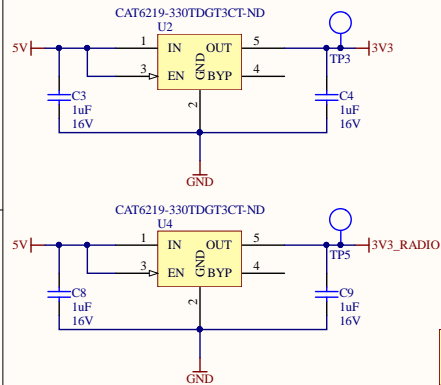 CAT6219-330TDGT3CT-ND
U2
5V
1
IN
OUT
5
3V3
TP3
3
EN
GND
BYP
4
C3
1uF
16V
2
C4
1uF
16V
GND
CAT6219-330TDGT3CT-ND
U4
5V
1
IN
OUT
5
3V3_RADIO
TP5
3
EN
GND
BYP
4
C8
1uF
16V
2
C9
1uF
16V
GND